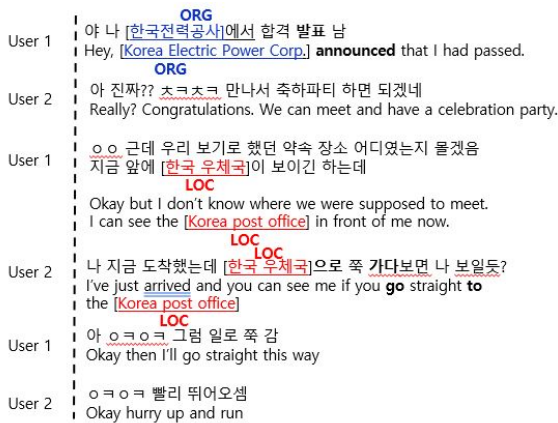 ORG
User 1 야 나 [한국전력공사]에서 합격 발표 남
Hey, [Korea Electric Power Corp.] announced that I had passed.
ORG
User 2 아 진짜?? ㅊㅋㅊㅋ 만나서 축하파티 하면 되겠네
Really? Congratulations. We can meet and have a celebration party.
User 1 ㅇㅇ 근데 우리 보기로 했던 약속 장소 어디였는지 몰겠음
지금 앞에 [한국 우체국]이 보이긴 하는데
LOC
Okay but I don't know where we were supposed to meet.
I can see the [Korea post office] in front of me now.
LOC
LOC
User 2 나 지금 도착했는데 [한국 우체국]으로 쭉 가다보면 나 보일듯?
I've just arrived and you can see me if you go straight to
the [Korea post office]
LOC
User 1 아 ㅇㅋㅇㅋ 그럼 일로 쭉 감
Okay then I'll go straight this way
User 2 ㅇㅋㅇㅋ 빨리 뛰어오셈
Okay hurry up and run